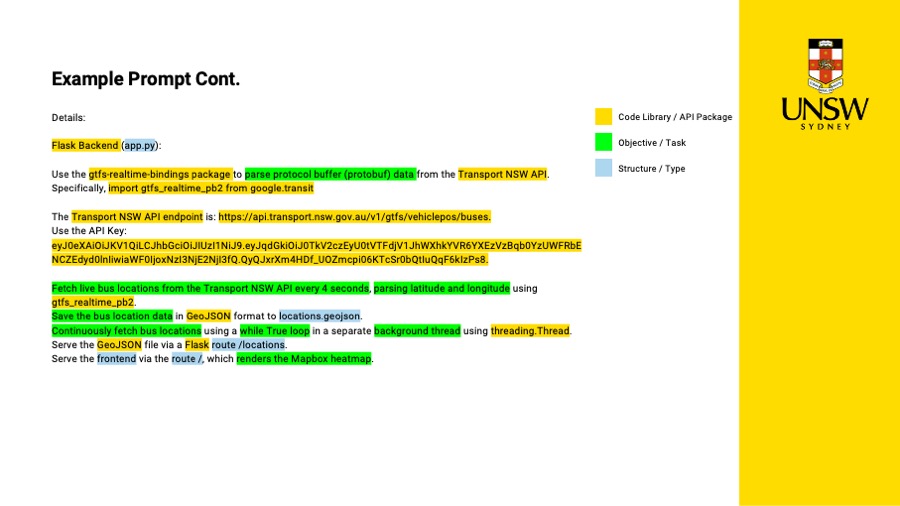 Example Prompt Cont.
Details:
Flask Backend (app.py):
Use the gtfs-realtime-bindings package to parse protocol buffer (protobuf) data from the Transport NSW API.
Specifically, import gtfs_realtime_pb2 from google.transit
The Transport NSW API endpoint is: https://api.transport.nsw.gov.au/v1/gtfs/vehiclepos/buses.
Use the API Key:
Fetch live bus locations from the Transport NSW API every 4 seconds, parsing latitude and longitude using
gtfs_realtime_pb2.
Save the bus location data in GeoJSON format to locations.geojson.
Continuously fetch bus locations using a while True loop in a separate background thread using threading.Thread.
Serve the GeoJSON file via a Flask route /locations.
Serve the frontend via the route /, which renders the Mapbox heatmap.
Code Library / API Package
Objective / Task
Structure / Type
UNSW
SYDNEY